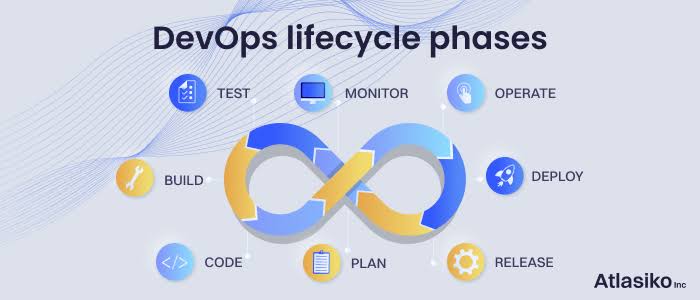 DevOps lifecycle phases
TEST
MONITOR
OPERATE
BUILD
DEPLOY
CODE
PLAN
RELEASE
</>
Atlasiko Inc